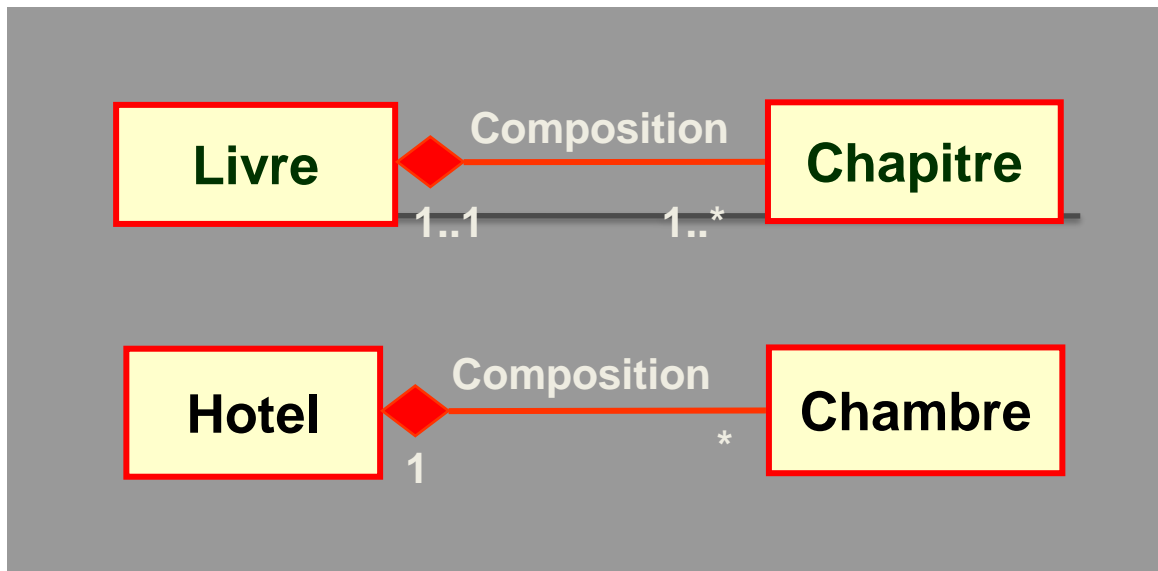 Composition
Livre
Chapitre
1..1
1..*
Composition
Hotel
Chambre
1
*